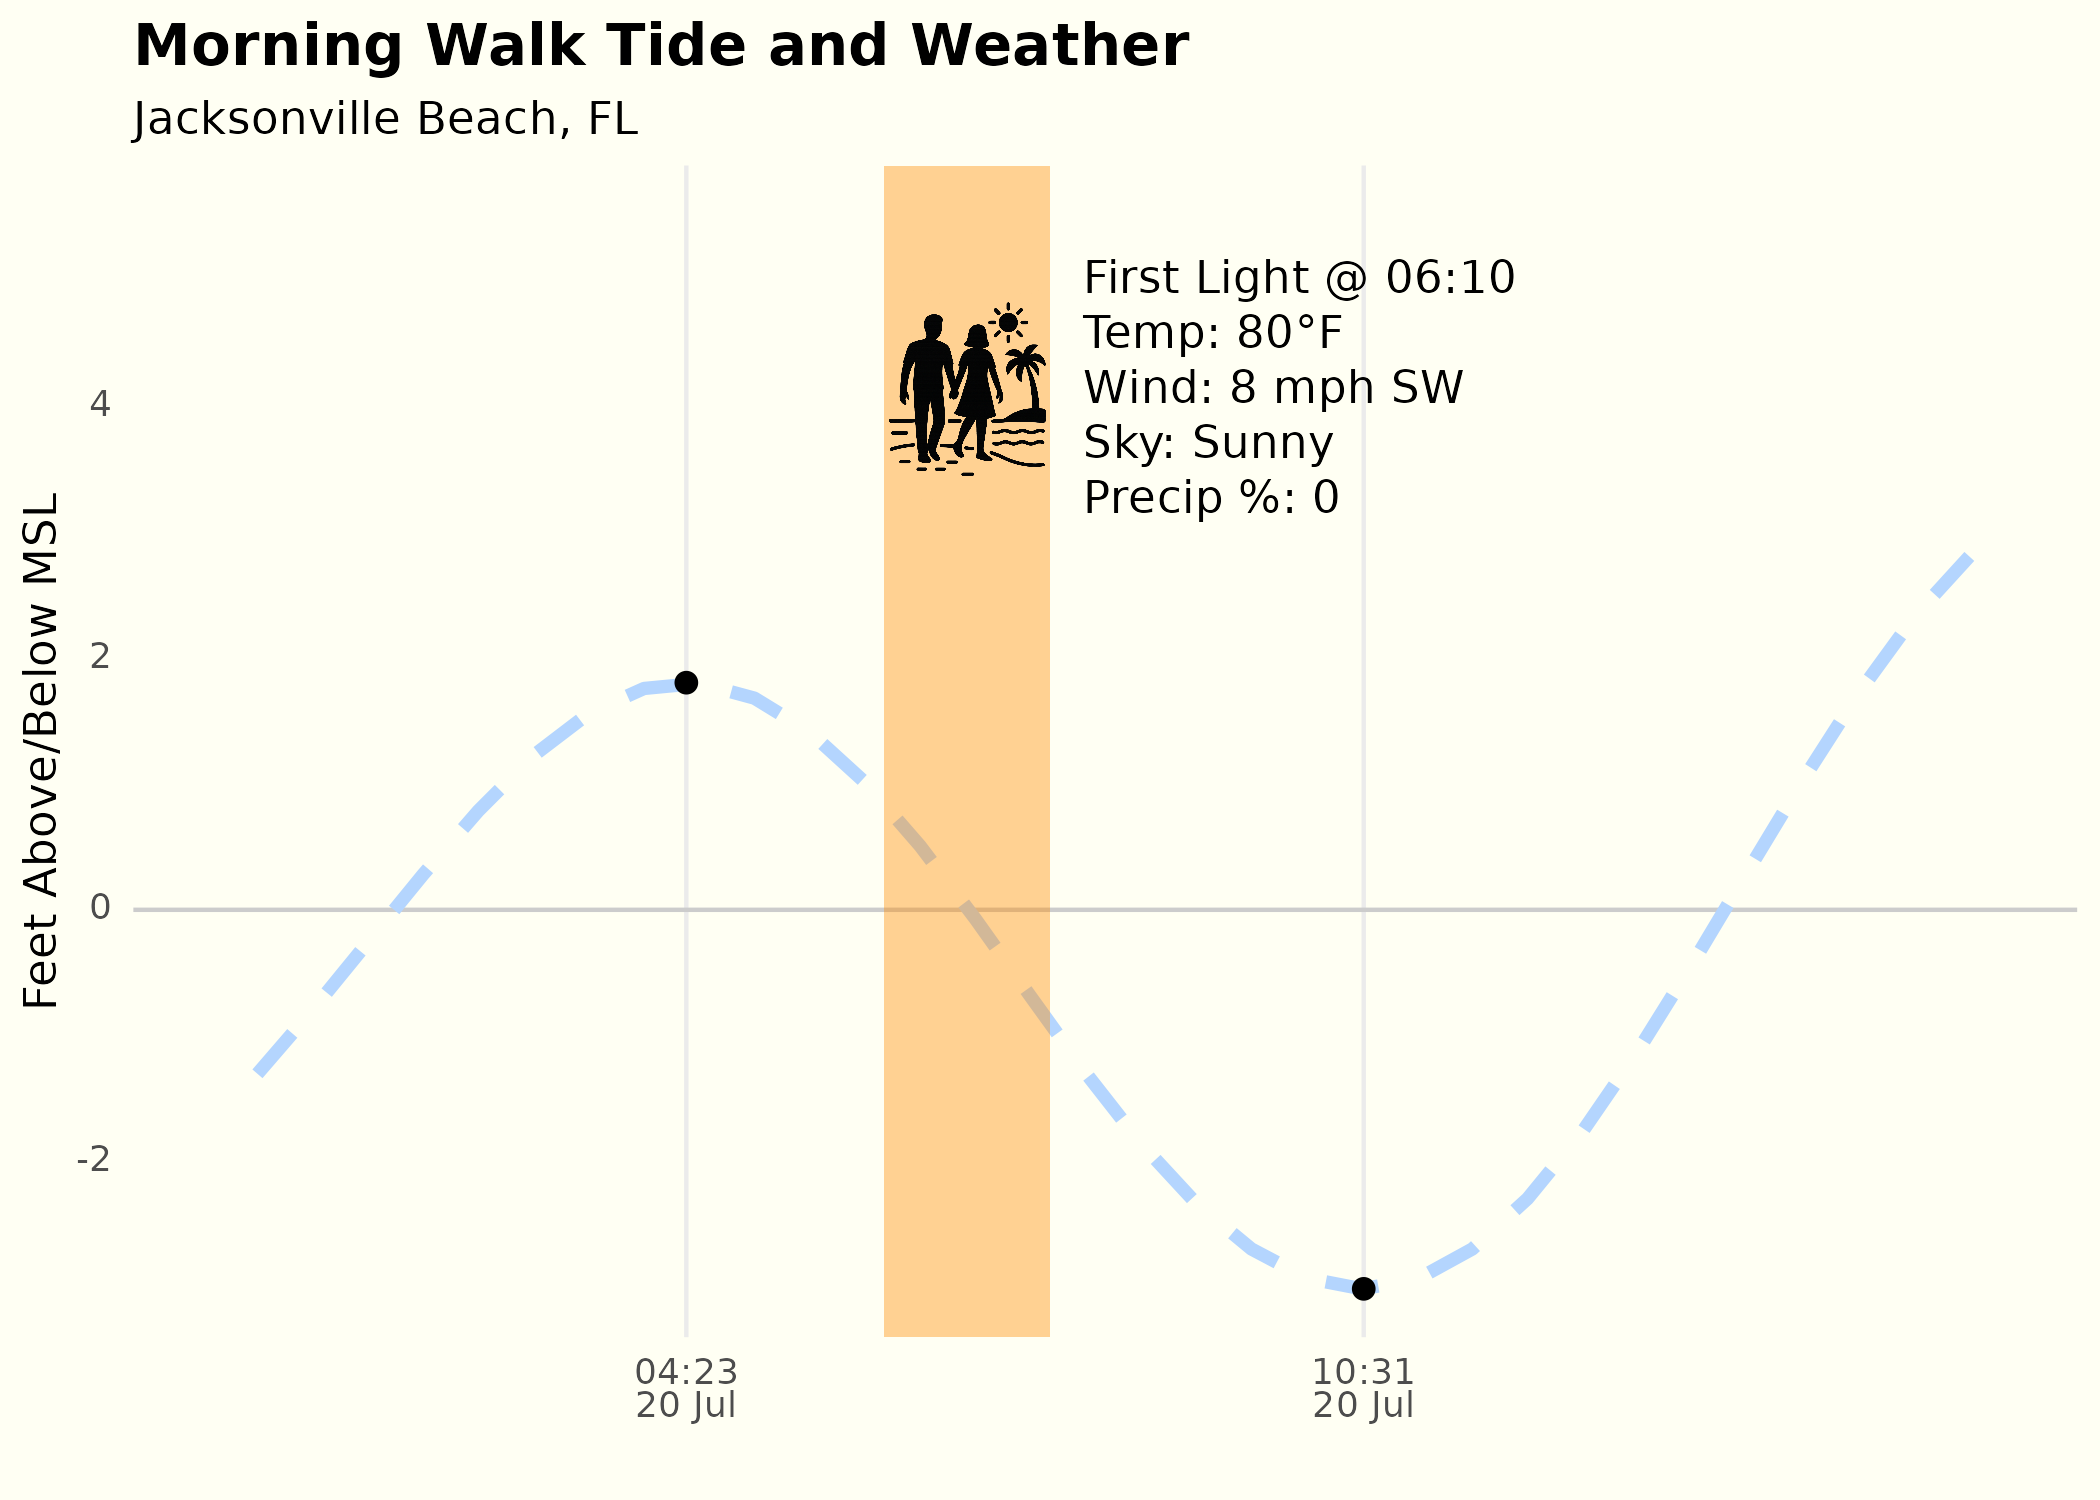 Morning Walk Tide and Weather
Jacksonville Beach, FL
First Light @ 06:10
Temp: 80°F
Wind: 8 mph SW
Sky: Sunny
Precip %: 0
Feet Above/Below MSL
4
2
0
-2
04:23
20 Jul
10:31
20 Jul